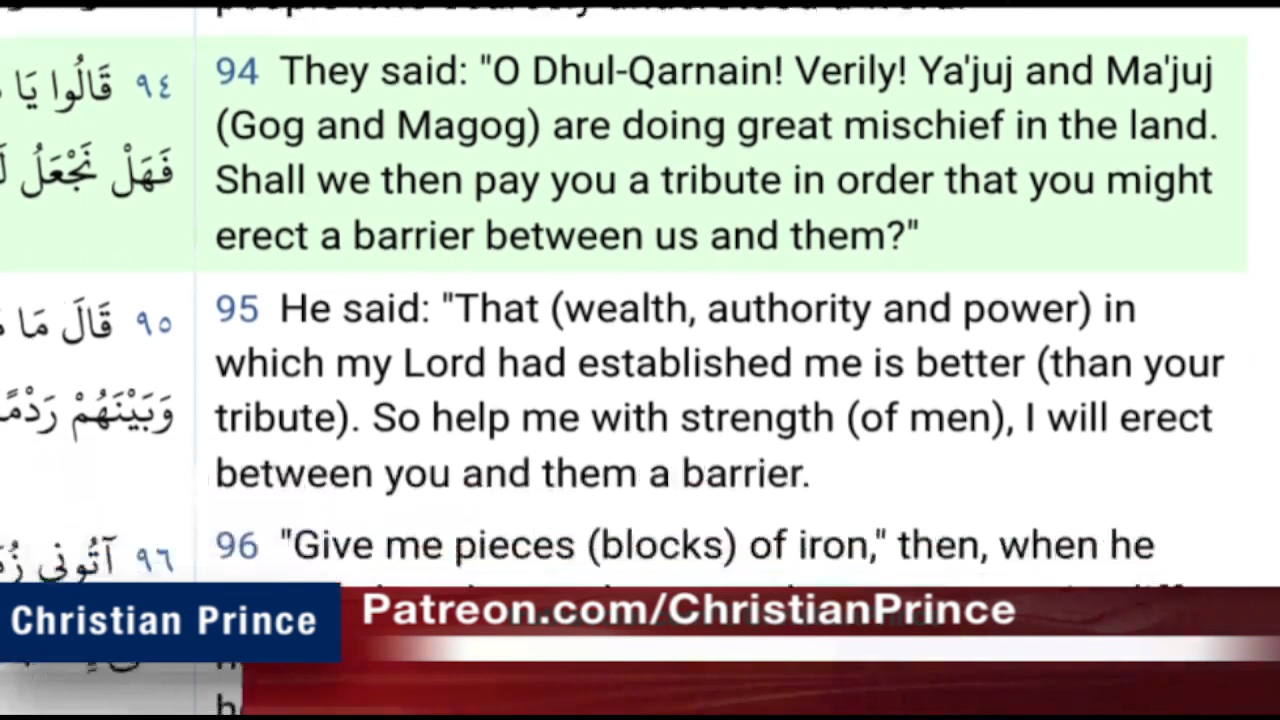 ٩٤ قَالُوا يَا
فَهَلْ نَجْعَلُ
94 They said: "O Dhul-Qarnain! Verily! Ya'juj and Ma'juj
(Gog and Magog) are doing great mischief in the land.
Shall we then pay you a tribute in order that you might
erect a barrier between us and them?"
٩٥ قَالَ مَا
وَبَيْنَهُمْ رَدْمًا
95 He said: "That (wealth, authority and power) in
which my Lord had established me is better (than your
tribute). So help me with strength (of men), I will erect
between you and them a barrier.
٩٦ آتُونِي
96 "Give me pieces (blocks) of iron," then, when he
Christian Prince
Patreon.com/ChristianPrince